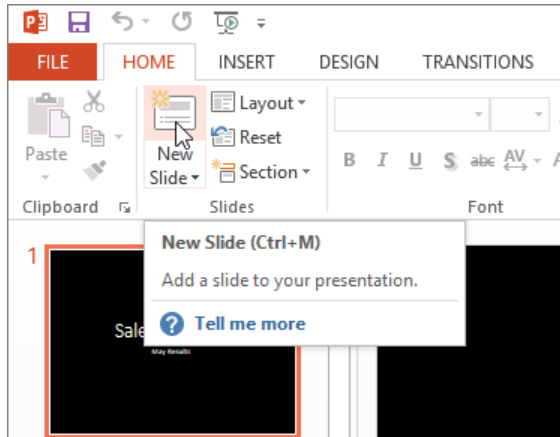 FILE HOME INSERT DESIGN TRANSITIONS
Paste
New
Slide
Layout
Reset
Section
B I U S abc AV
Clipboard Slides Font
New Slide (Ctrl+M)
Add a slide to your presentation.
? Tell me more
1
Sale
May Results